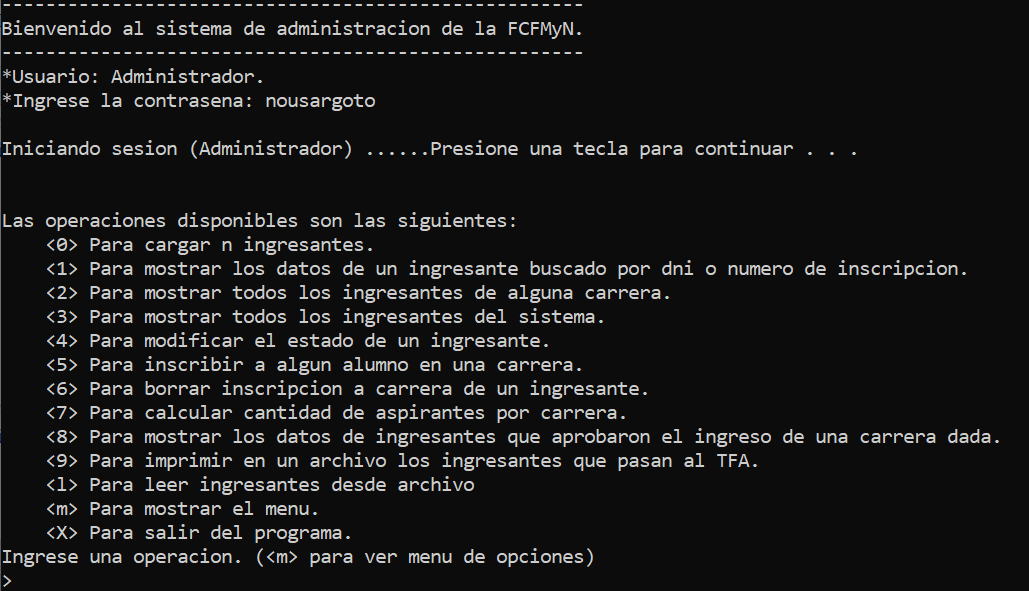 -----------------------------------------------------
Bienvenido al sistema de administracion de la FCFMyN.
-----------------------------------------------------
*Usuario: Administrador.
*Ingrese la contrasena: nousargoto
Iniciando sesion (Administrador) ......Presione una tecla para continuar . . .
Las operaciones disponibles son las siguientes:
    <0> Para cargar n ingresantes.
    <1> Para mostrar los datos de un ingresante buscado por dni o numero de inscripcion.
    <2> Para mostrar todos los ingresantes de alguna carrera.
    <3> Para mostrar todos los ingresantes del sistema.
    <4> Para modificar el estado de un ingresante.
    <5> Para inscribir a algun alumno en una carrera.
    <6> Para borrar inscripcion a carrera de un ingresante.
    <7> Para calcular cantidad de aspirantes por carrera.
    <8> Para mostrar los datos de ingresantes que aprobaron el ingreso de una carrera dada.
    <9> Para imprimir en un archivo los ingresantes que pasan al TFA.
    <l> Para leer ingresantes desde archivo
    <m> Para mostrar el menu.
    <X> Para salir del programa.
Ingrese una operacion. (<m> para ver menu de opciones)
>